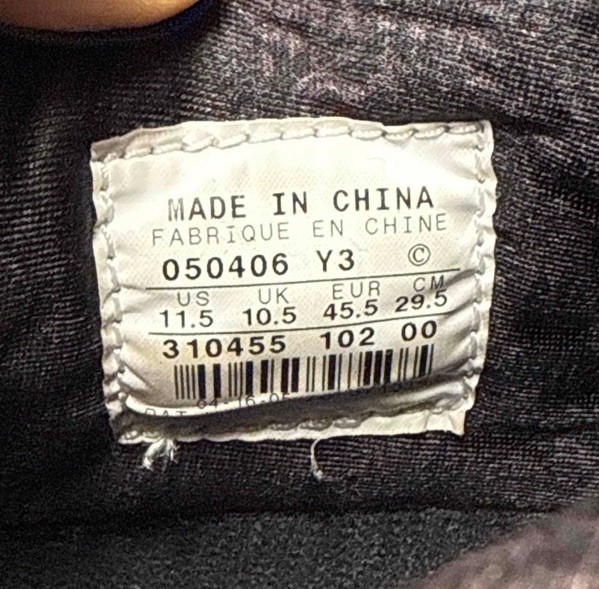 MADE IN CHINA
FABRIQUE EN CHINE
050406 Y3 ©
US UK EUR CM
11.5 10.5 45.5 29.5
310455 102 00